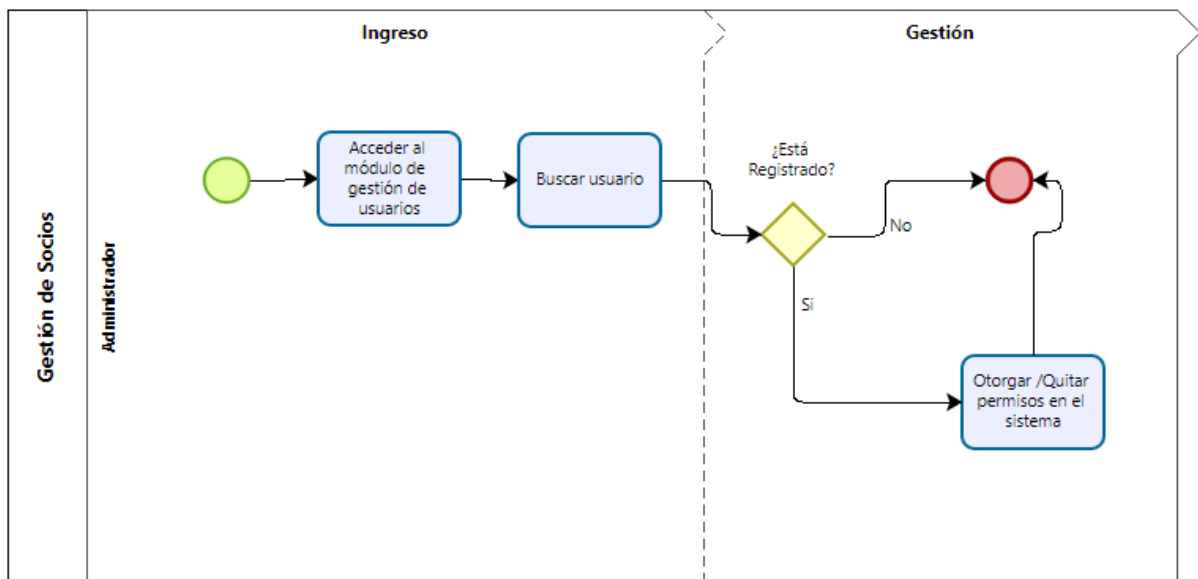 Ingreso
Gestión
Gestión de Socios
Administrador
Acceder al
módulo de
gestión de
usuarios
Buscar usuario
¿Está
Registrado?
No
Si
Otorgar /Quitar
permisos en el
sistema